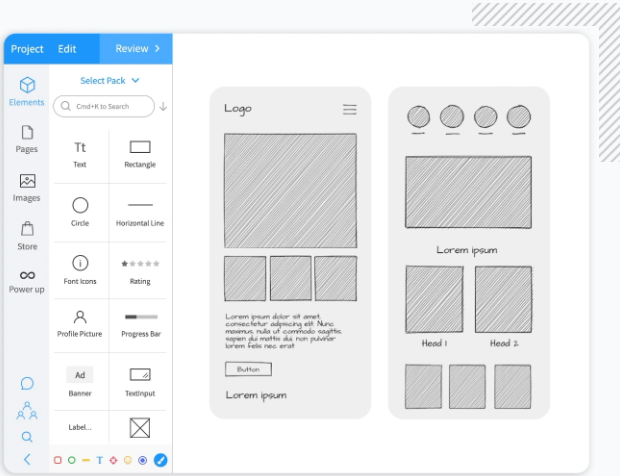 Project Edit Review >
Select Pack
Elements
Cmd+K to Search
Pages
Tt
Text
Rectangle
Images
Circle
Horizontal Line
Store
Font Icons
Rating
Power up
Profile Picture
Progress Bar
Ad
Banner
TextInput
Label...
T
Logo
Lorem ipsum dolor sit amet,
consectetur adipiscing elit. Nunc
maximus, nulla ut commodo sagittis,
sapien dui mattis dui, non pulvinar
lorem felis nec erat
Button
Lorem ipsum
Lorem ipsum
Head 1
Head 2